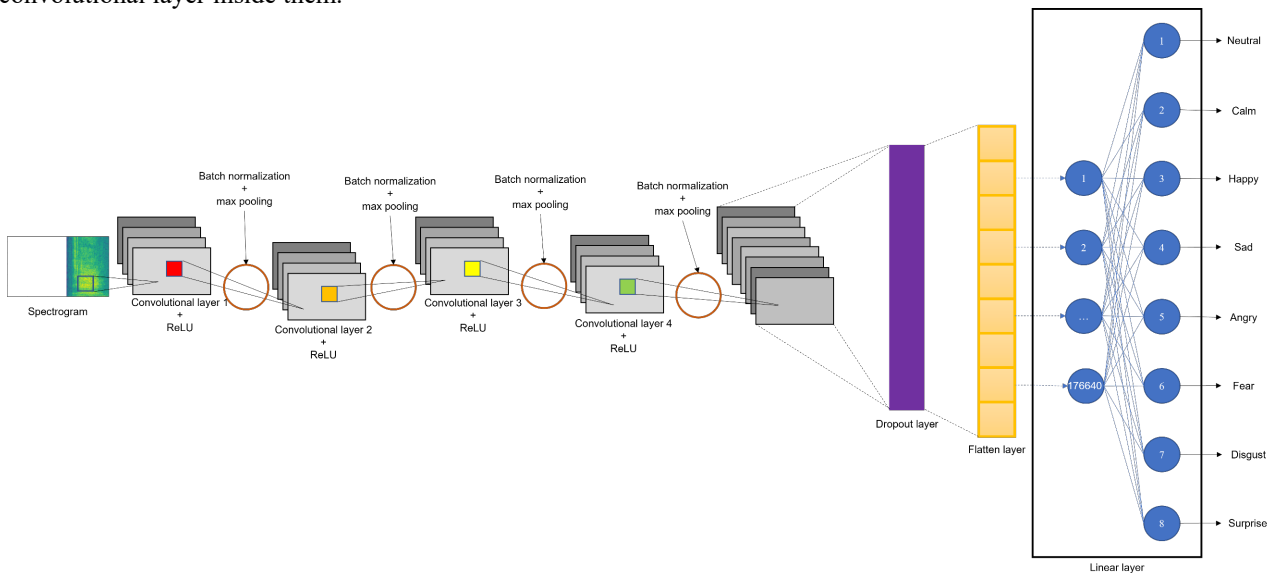 convolutional layer inside them.
Batch normalization
+
max pooling
Batch normalization
+
max pooling
Batch normalization
+
max pooling
Batch normalization
+
max pooling
Spectrogram
Convolutional layer 1
+
ReLU
Convolutional layer 2
+
ReLU
Convolutional layer 3
+
ReLU
Convolutional layer 4
+
ReLU
Dropout layer
Flatten layer
1
2
...
176640
1
2
3
4
5
6
7
8
Neutral
Calm
Happy
Sad
Angry
Fear
Disgust
Surprise
Linear layer